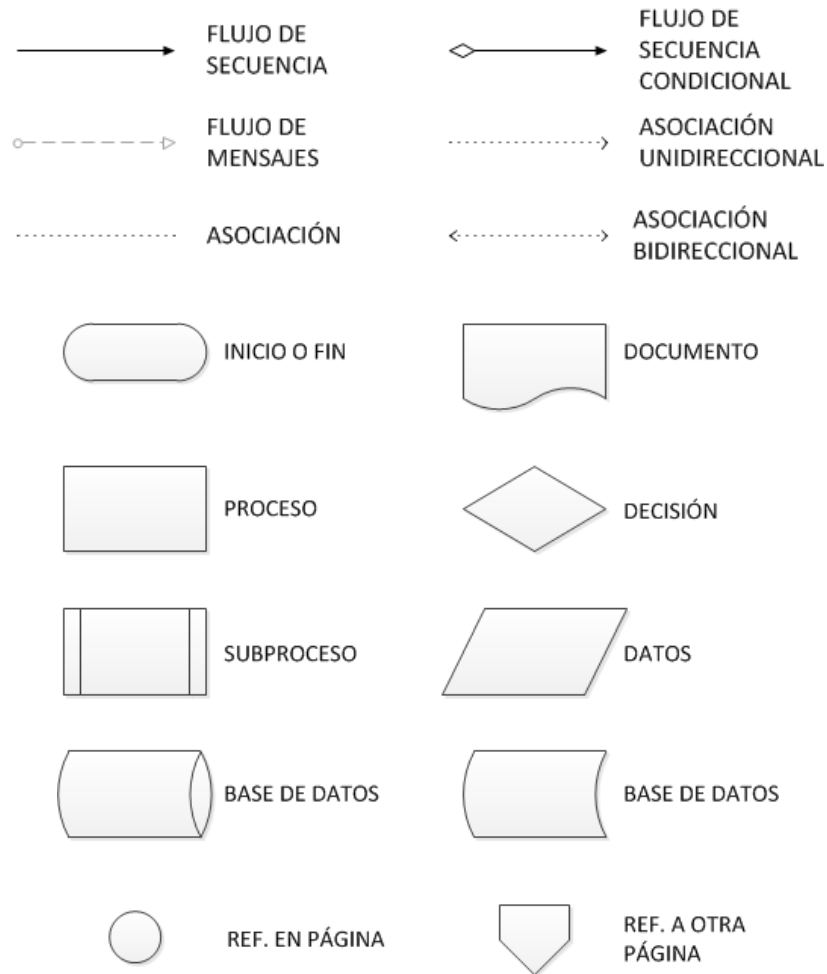 FLUJO DE
SECUENCIA
FLUJO DE
SECUENCIA
CONDICIONAL
FLUJO DE
MENSAJES
ASOCIACIÓN
UNIDIRECCIONAL
ASOCIACIÓN
ASOCIACIÓN
BIDIRECCIONAL
INICIO O FIN
DOCUMENTO
PROCESO
DECISIÓN
SUBPROCESO
DATOS
BASE DE DATOS
BASE DE DATOS
REF. EN PÁGINA
REF. A OTRA
PÁGINA